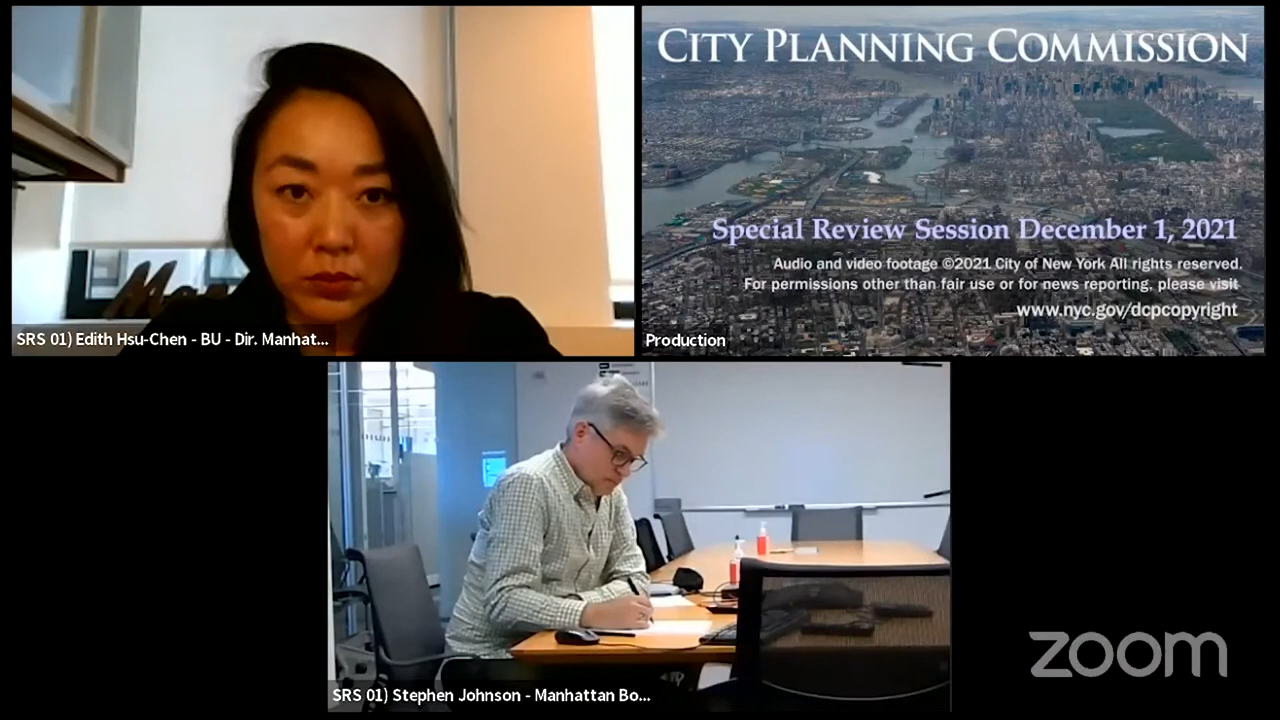 CITY PLANNING COMMISSION
Special Review Session December 1, 2021
Audio and video footage ©2021 City of New York All rights reserved.
For permissions other than fair use or for news reporting, please visit
www.nyc.gov/dcpcopyright
SRS 01) Edith Hsu-Chen - BU - Dir. Manhat...
Production
SRS 01) Stephen Johnson - Manhattan Bo...
zoom